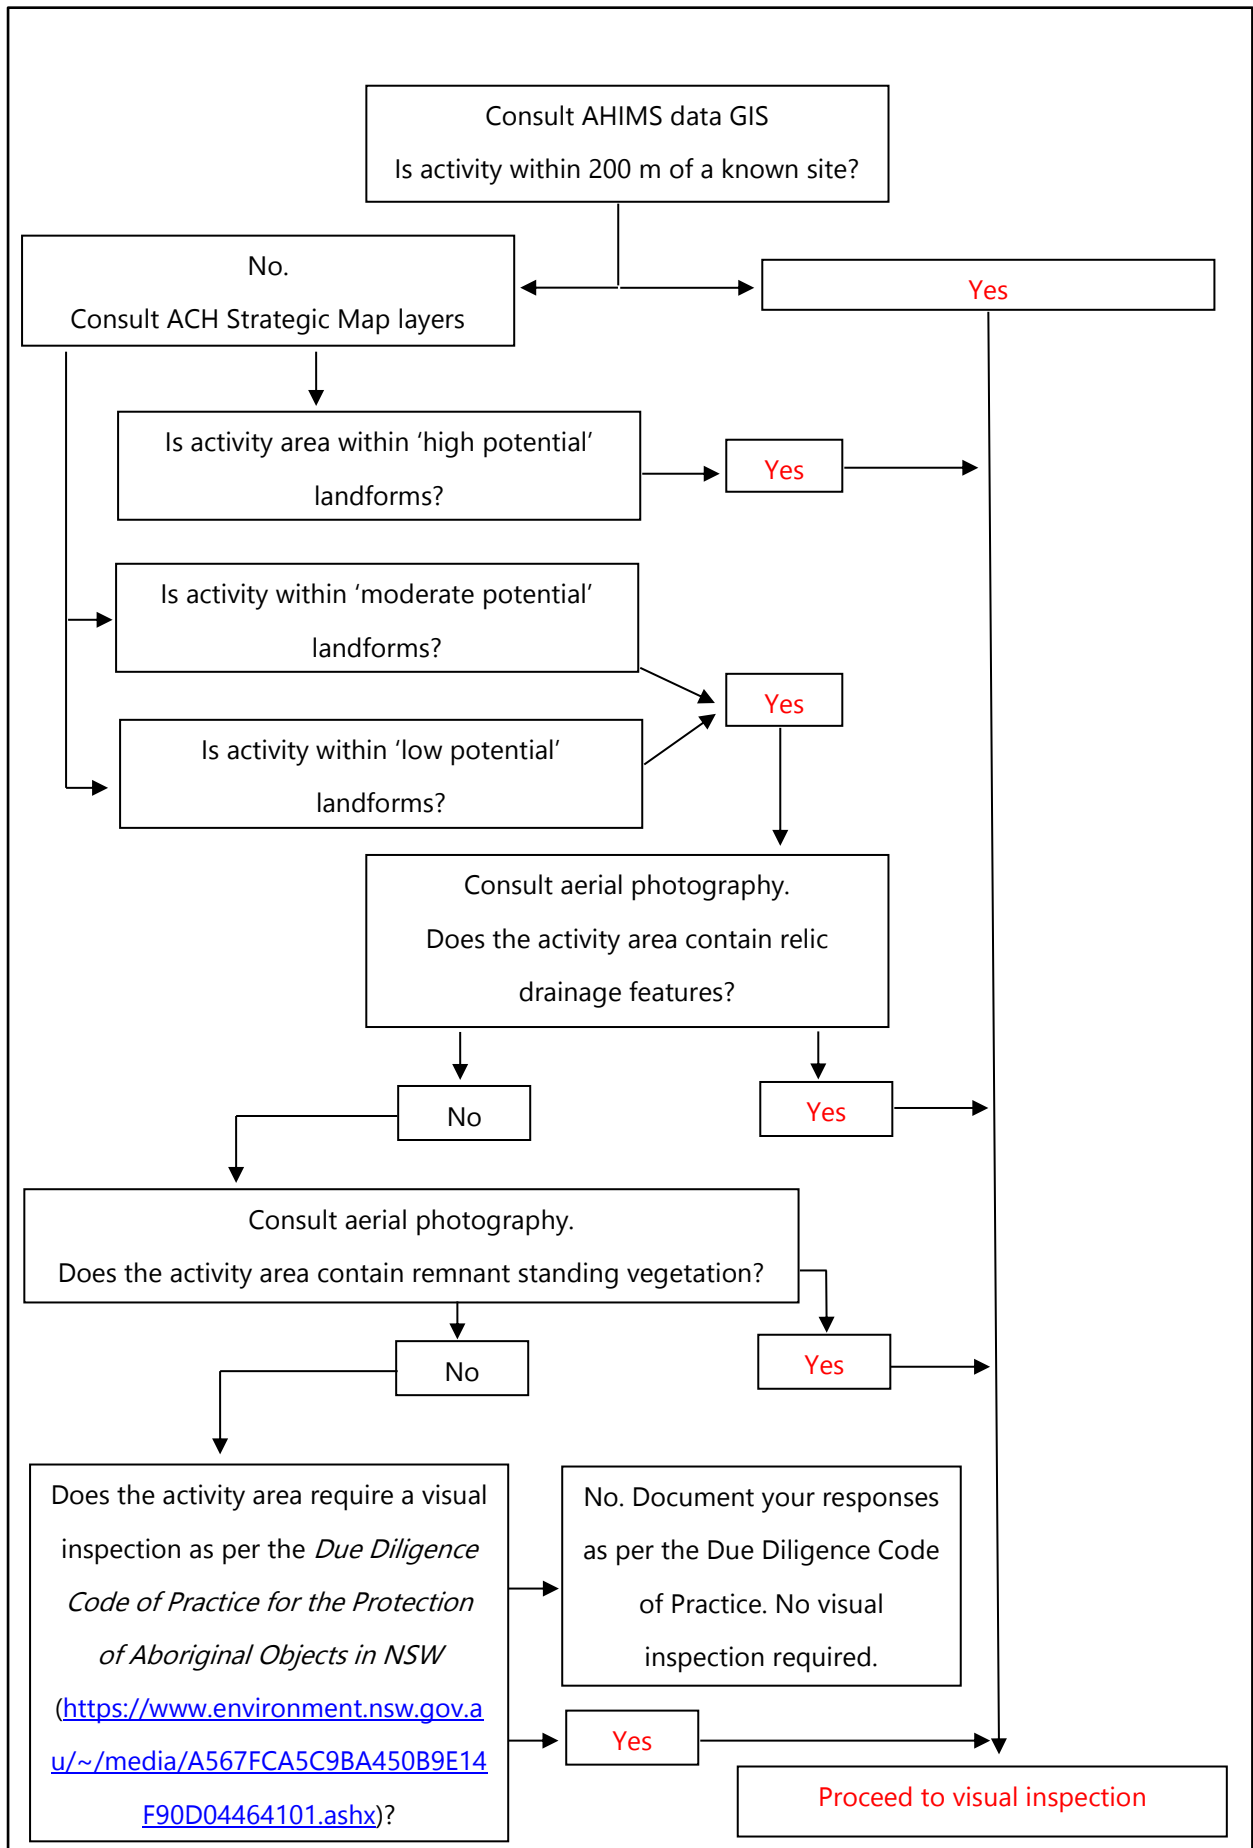 Consult AHIMS data GIS
Is activity within 200 m of a known site?
No.
Consult ACH Strategic Map layers
Yes
Is activity area within ‘high potential’
landforms?
Yes
Is activity within ‘moderate potential’
landforms?
Yes
Is activity within ‘low potential’
landforms?
Consult aerial photography.
Does the activity area contain relic
drainage features?
No
Yes
Consult aerial photography.
Does the activity area contain remnant standing vegetation?
No
Yes
Does the activity area require a visual
inspection as per the Due Diligence
Code of Practice for the Protection
of Aboriginal Objects in NSW
(https://www.environment.nsw.gov.a
u/~/media/A567FCA5C9BA450B9E14
F90D04464101.ashx)?
No. Document your responses
as per the Due Diligence Code
of Practice. No visual
inspection required.
Yes
Proceed to visual inspection